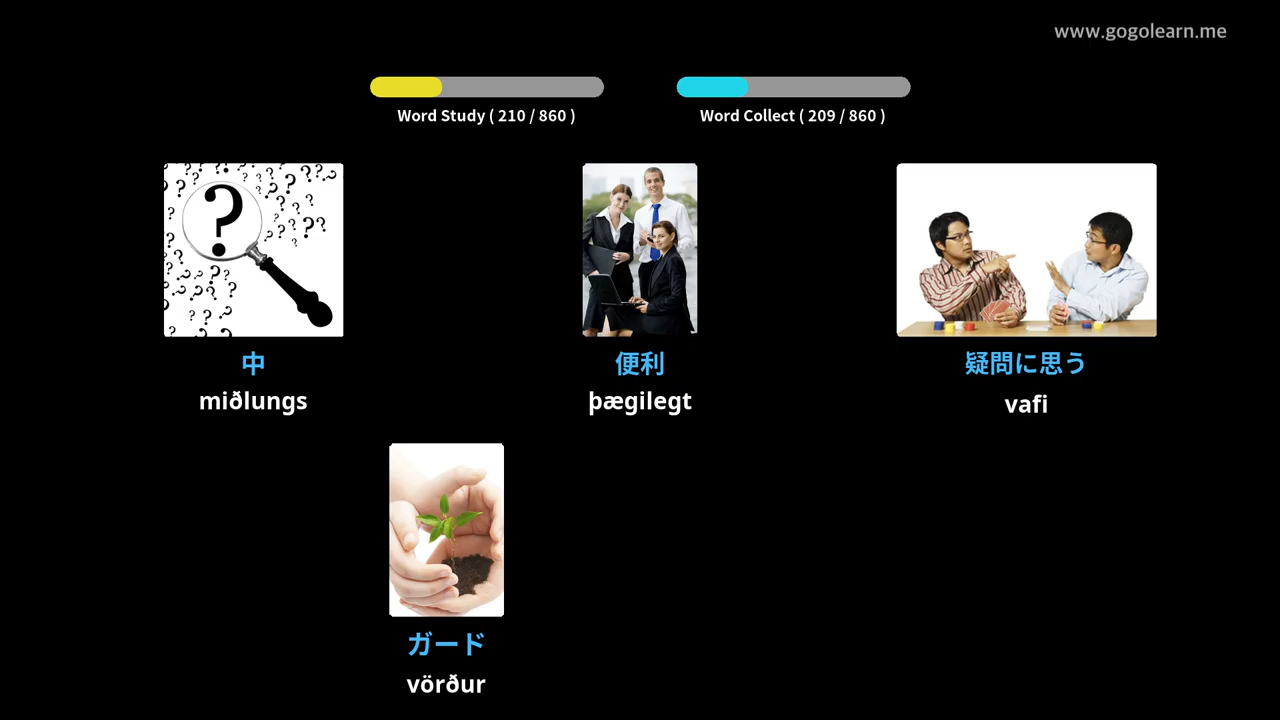 www.gogolearn.me
Word Study ( 210 / 860 )
Word Collect ( 209 / 860 )
中
miðlungs
便利
þægilegt
疑問に思う
vafi
ガード
vörður